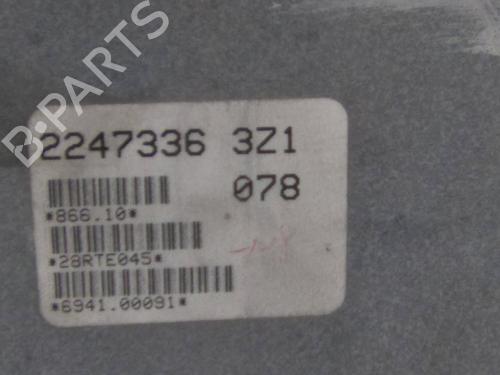 B-PARTS
2247336 3Z1
078
*866.10*
*28RTE045*
*6941.00091*